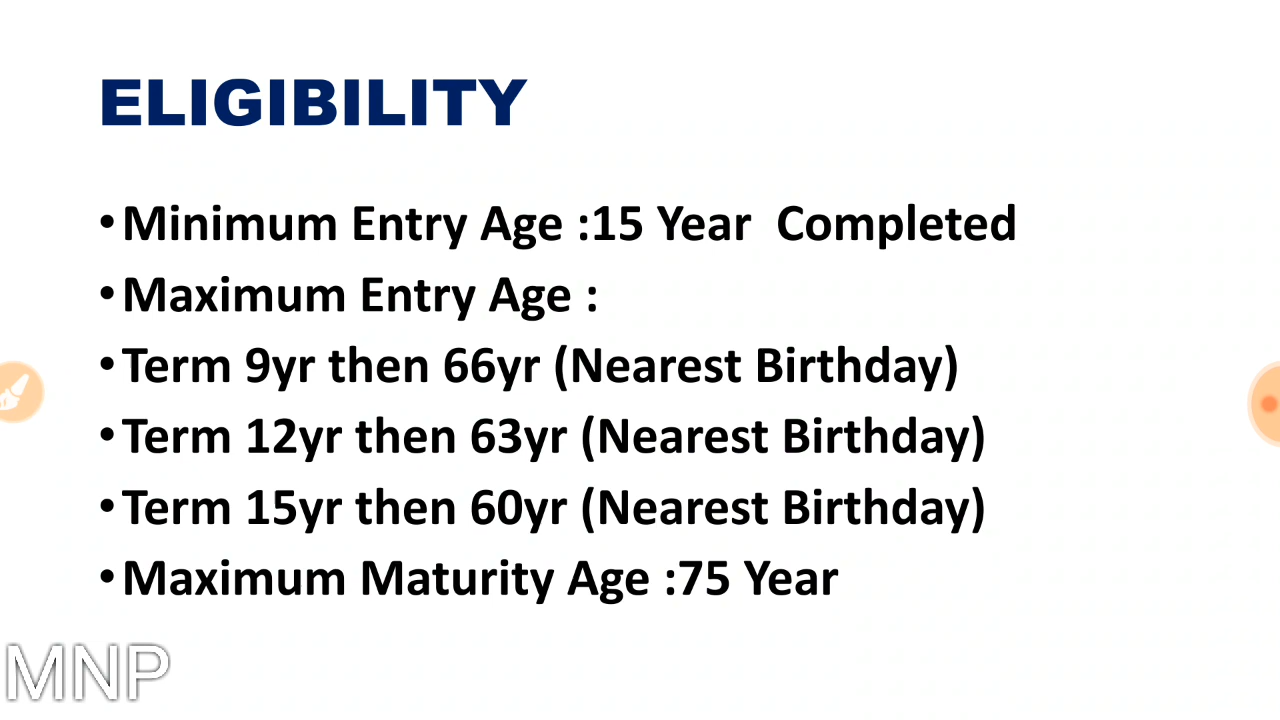 ELIGIBILITY
•Minimum Entry Age :15 Year  Completed
•Maximum Entry Age :
•Term 9yr then 66yr (Nearest Birthday)
•Term 12yr then 63yr (Nearest Birthday)
•Term 15yr then 60yr (Nearest Birthday)
•Maximum Maturity Age :75 Year
MNP